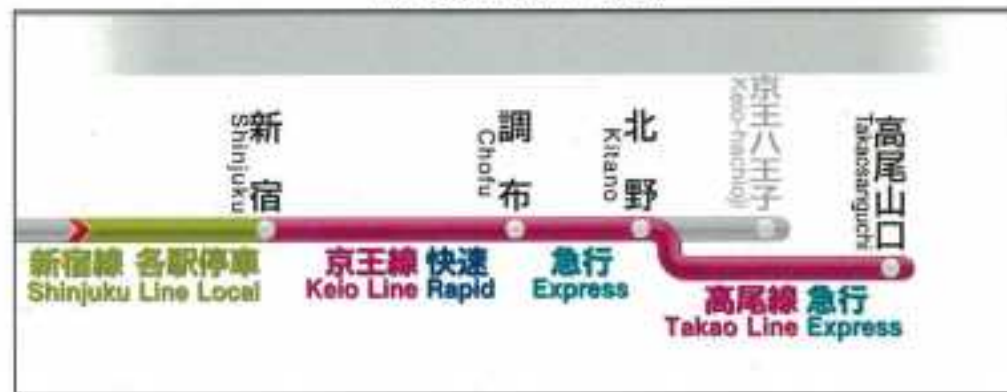 新宿
Shinjuku
調布
Chofu
北野
Kitano
京王八王子
Keio-hachioji
高尾山口
Takaosanguchi
新宿線 各駅停車
Shinjuku Line Local
京王線 快速
Keio Line Rapid
急行
Express
高尾線 急行
Takao Line Express